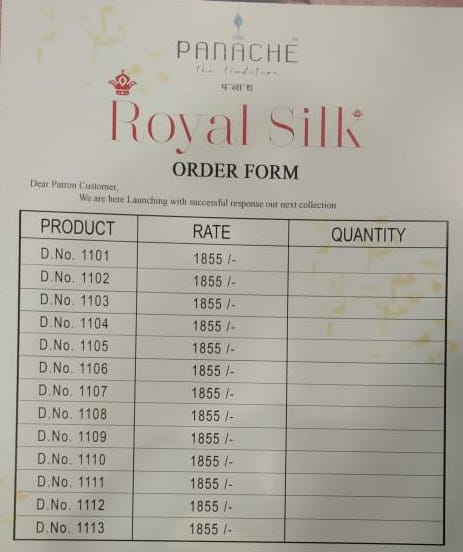 PANACHE
the tradition
पनाश
Royal Silk
ORDER FORM
Dear Patron Customer,
We are here Launching with successful response our next collection
PRODUCT RATE QUANTITY
D.No. 1101 1855 /-
D.No. 1102 1855 /-
D.No. 1103 1855 /-
D.No. 1104 1855 /-
D.No. 1105 1855 /-
D.No. 1106 1855 /-
D.No. 1107 1855 /-
D.No. 1108 1855 /-
D.No. 1109 1855 /-
D.No. 1110 1855 /-
D.No. 1111 1855 /-
D.No. 1112 1855 /-
D.No. 1113 1855 /-